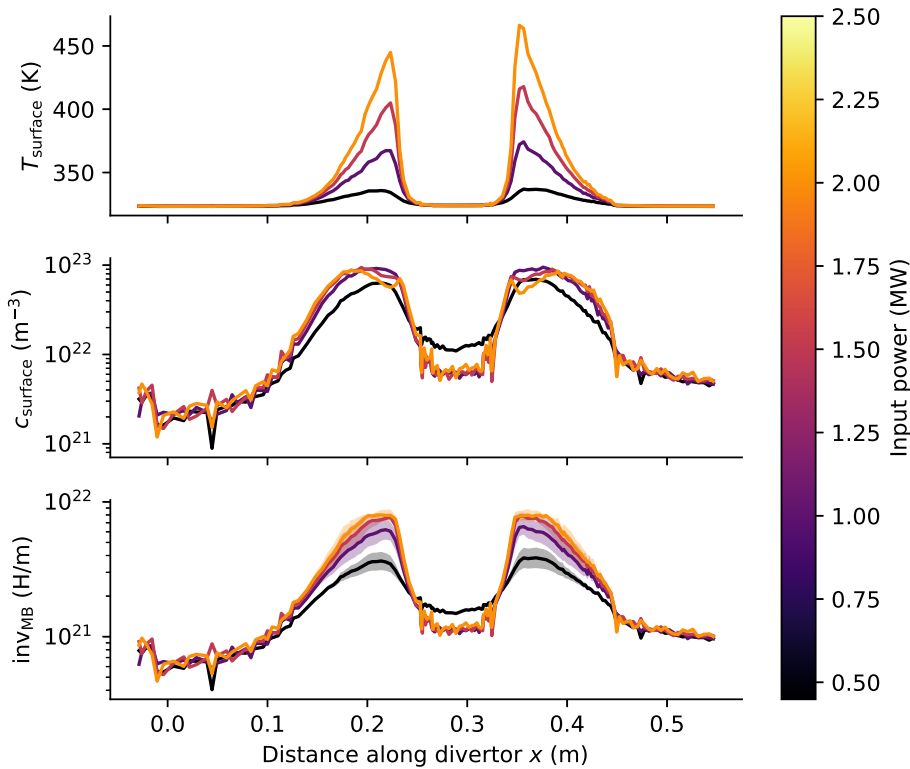 450
400
350
T_surface (K)
10^23
10^22
10^21
c_surface (m^−3)
10^22
10^21
inv_MB (H/m)
0.0 0.1 0.2 0.3 0.4 0.5
Distance along divertor x (m)
2.50
2.25
2.00
1.75
1.50
1.25
1.00
0.75
0.50
Input power (MW)